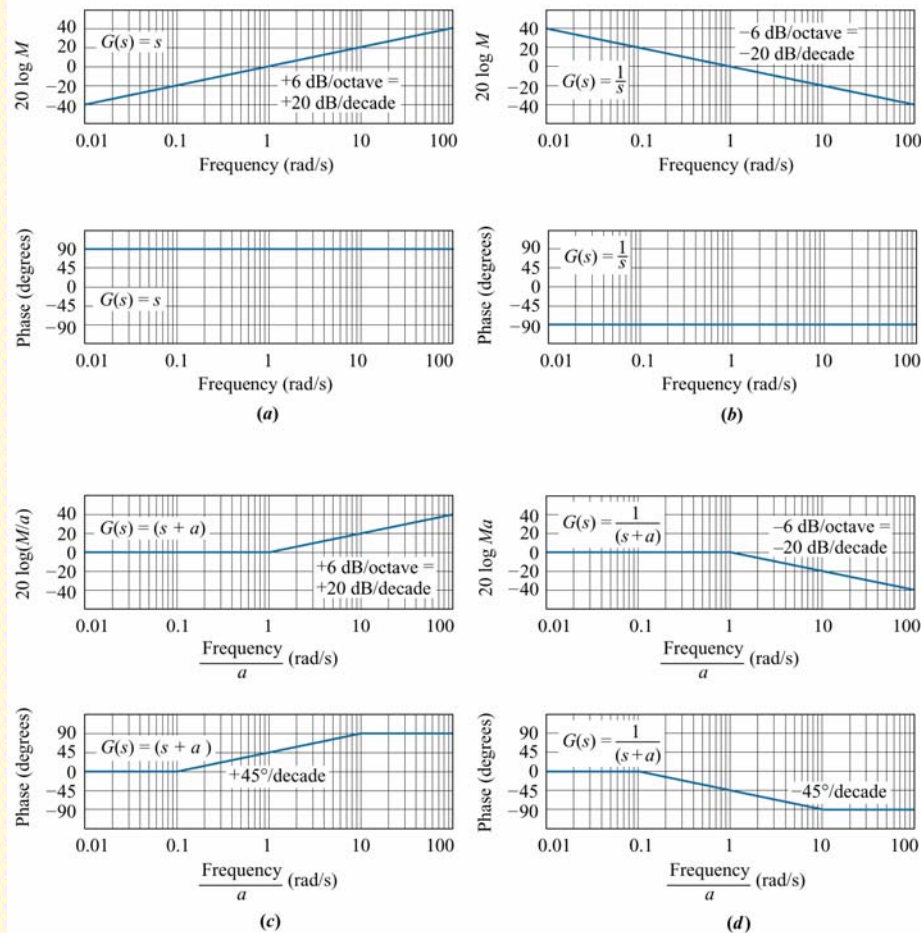 40
20
0
−20
−40
20 log M
G(s) = s
+6 dB/octave =
+20 dB/decade
0.01 0.1 1 10 100
Frequency (rad/s)
40
20
0
−20
−40
20 log M
−6 dB/octave =
−20 dB/decade
G(s) = 1/s
0.01 0.1 1 10 100
Frequency (rad/s)
90
45
0
−45
−90
Phase (degrees)
G(s) = s
0.01 0.1 1 10 100
Frequency (rad/s)
(a)
90
45
0
−45
−90
Phase (degrees)
G(s) = 1/s
0.01 0.1 1 10 100
Frequency (rad/s)
(b)
40
20
0
−20
−40
20 log(M/a)
G(s) = (s + a)
+6 dB/octave =
+20 dB/decade
0.01 0.1 1 10 100
Frequency/a (rad/s)
40
20
0
−20
−40
20 log Ma
G(s) = 1/(s+a)
−6 dB/octave =
−20 dB/decade
0.01 0.1 1 10 100
Frequency/a (rad/s)
90
45
0
−45
−90
Phase (degrees)
G(s) = (s + a )
+45°/decade
0.01 0.1 1 10 100
Frequency/a (rad/s)
(c)
90
45
0
−45
−90
Phase (degrees)
G(s) = 1/(s+a)
−45°/decade
0.01 0.1 1 10 100
Frequency/a (rad/s)
(d)